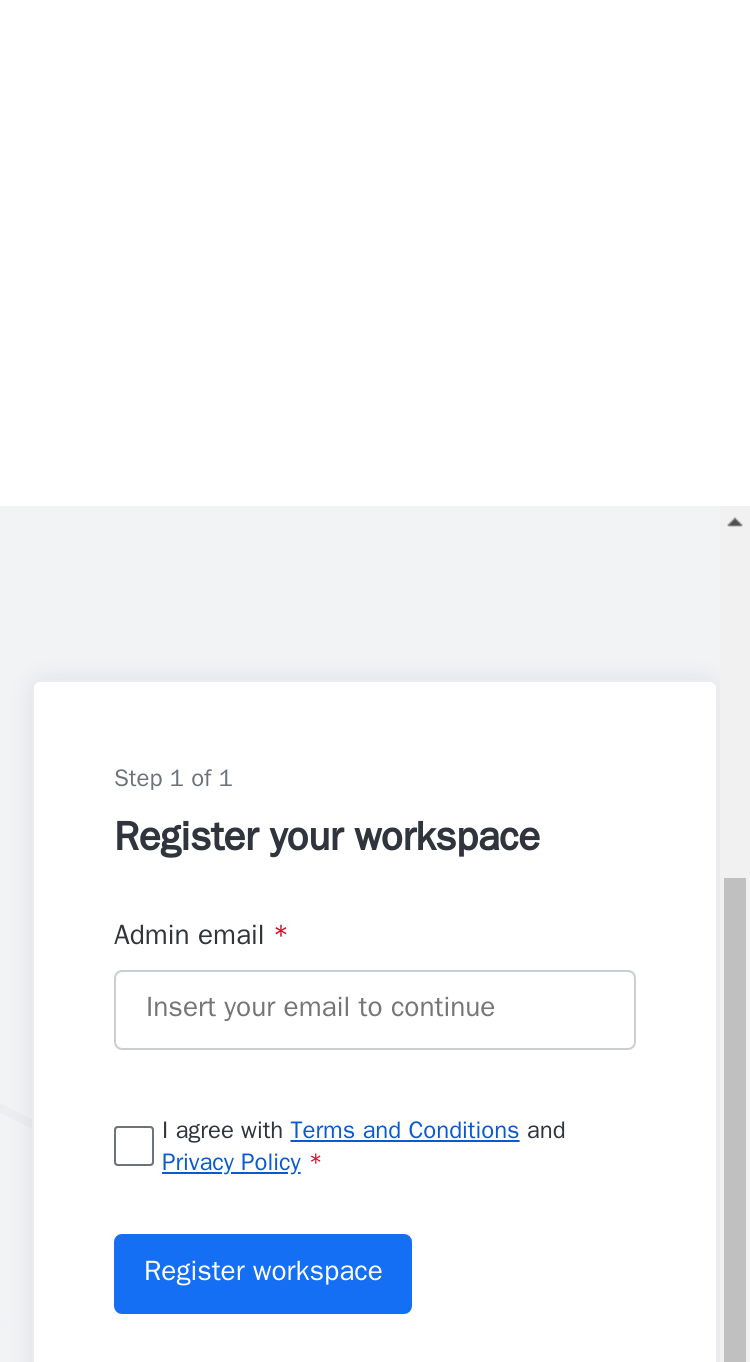 Step 1 of 1
Register your workspace
Admin email *
Insert your email to continue
I agree with Terms and Conditions and
Privacy Policy *
Register workspace